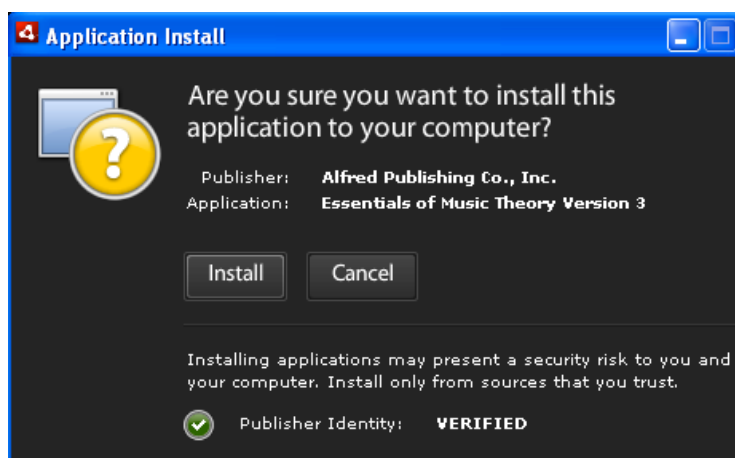 Application Install
Are you sure you want to install this
application to your computer?
Publisher: Alfred Publishing Co., Inc.
Application: Essentials of Music Theory Version 3
Install Cancel
Installing applications may present a security risk to you and
your computer. Install only from sources that you trust.
Publisher Identity: VERIFIED